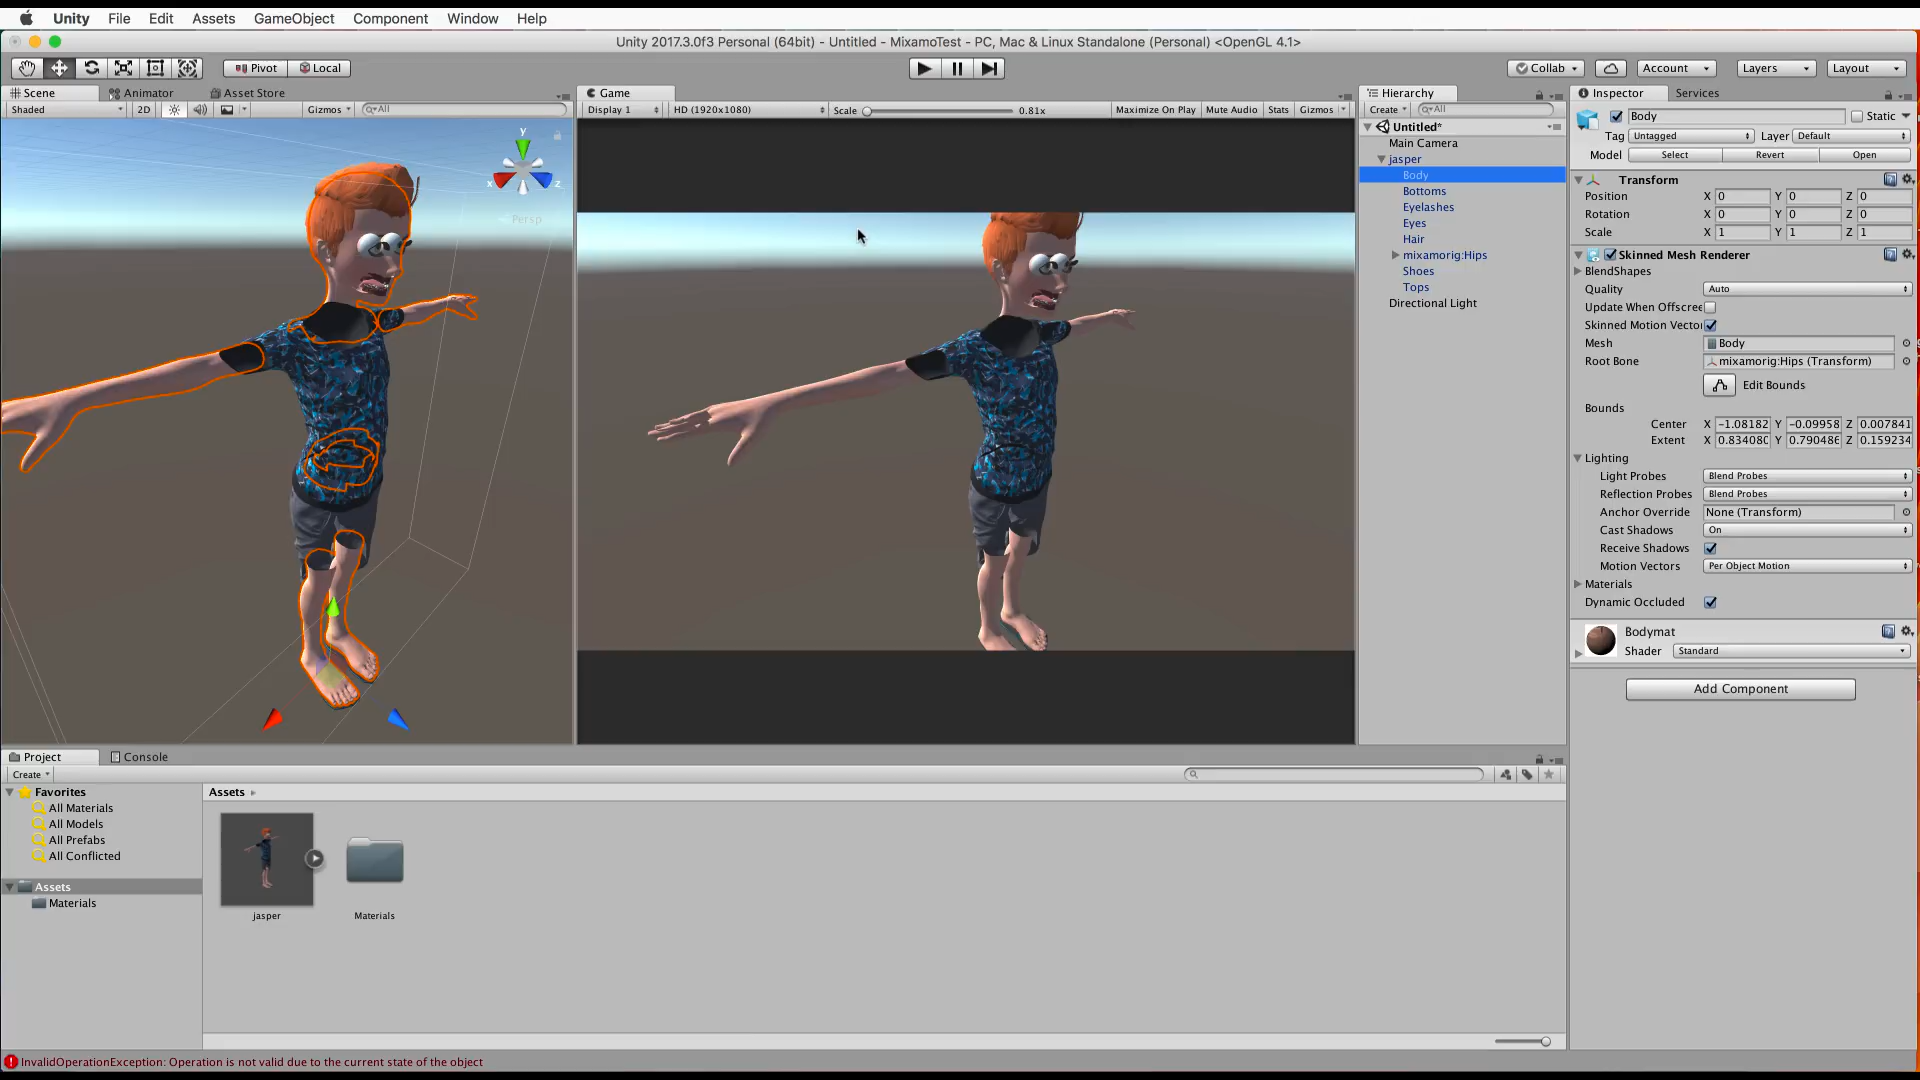 Unity File Edit Assets GameObject Component Window Help
Unity 2017.3.0f3 Personal (64bit) - Untitled - MixamoTest - PC, Mac & Linux Standalone (Personal) <OpenGL 4.1>
Pivot Local Collab Account Layers Layout
Scene Animator Asset Store
Shaded 2D Gizmos All
y
x z
Persp
Game
Display 1 HD (1920x1080) Scale 0.81x Maximize On Play Mute Audio Stats Gizmos
Hierarchy
Create All
Untitled*
Main Camera
jasper
Body
Bottoms
Eyelashes
Eyes
Hair
mixamorig:Hips
Shoes
Tops
Directional Light
Inspector Services
Body Static
Tag Untagged Layer Default
Model Select Revert Open
Transform
Position X 0 Y 0 Z 0
Rotation X 0 Y 0 Z 0
Scale X 1 Y 1 Z 1
Skinned Mesh Renderer
BlendShapes
Quality Auto
Update When Offscree
Skinned Motion Vecto
Mesh Body
Root Bone mixamorig:Hips (Transform)
Edit Bounds
Bounds
Center X -1.08182 Y -0.09958 Z 0.007841
Extent X 0.834080 Y 0.790486 Z 0.159234
Lighting
Light Probes Blend Probes
Reflection Probes Blend Probes
Anchor Override None (Transform)
Cast Shadows On
Receive Shadows
Motion Vectors Per Object Motion
Materials
Dynamic Occluded
Bodymat
Shader Standard
Add Component
Project Console
Create
Favorites
All Materials
All Models
All Prefabs
All Conflicted
Assets
Materials
Assets
jasper Materials
InvalidOperationException: Operation is not valid due to the current state of the object